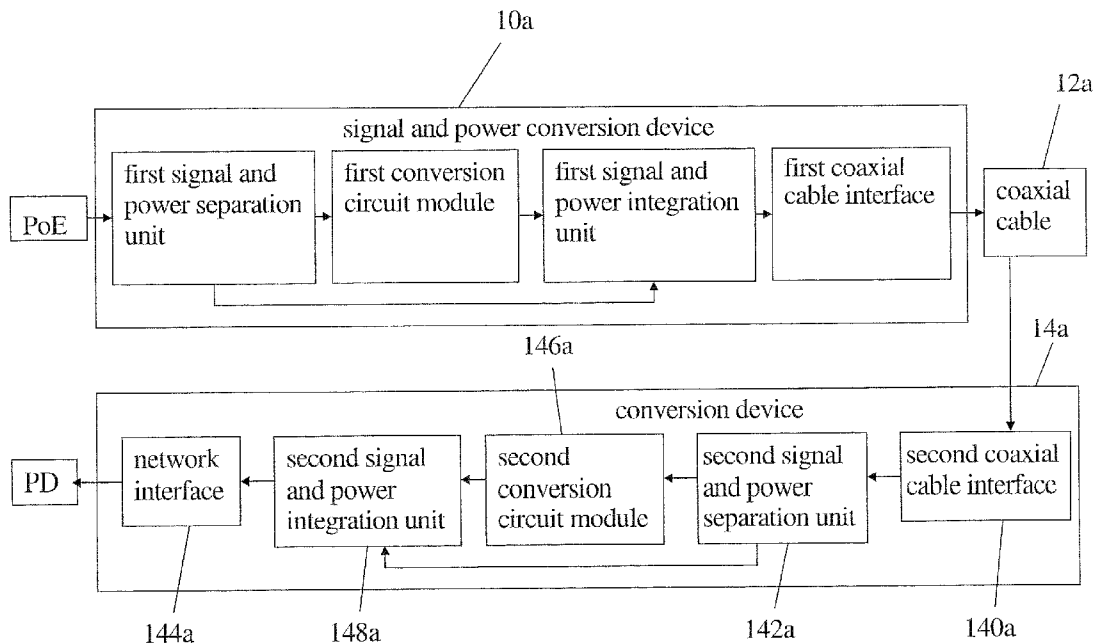 10a
12a
signal and power conversion device
PoE
first signal and
power separation
unit
first conversion
circuit module
first signal and
power integration
unit
first coaxial
cable interface
coaxial
cable
146a
14a
conversion device
PD
network
interface
second signal
and power
integration unit
second
conversion
circuit module
second signal
and power
separation unit
second coaxial
cable interface
144a
148a
142a
140a